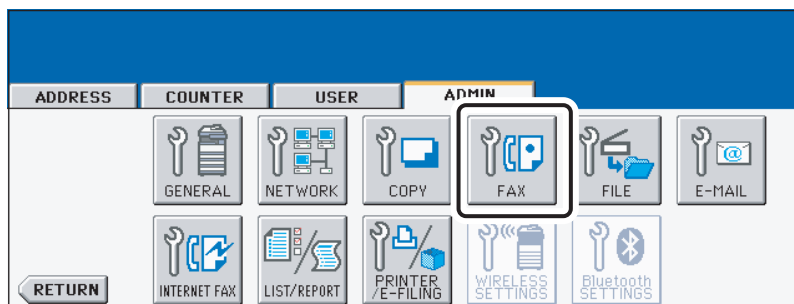 ADDRESS COUNTER USER ADMIN
GENERAL NETWORK COPY FAX FILE E-MAIL
@
INTERNET FAX LIST/REPORT PRINTER
/E-FILING WIRELESS
SETTINGS Bluetooth
SETTINGS
RETURN